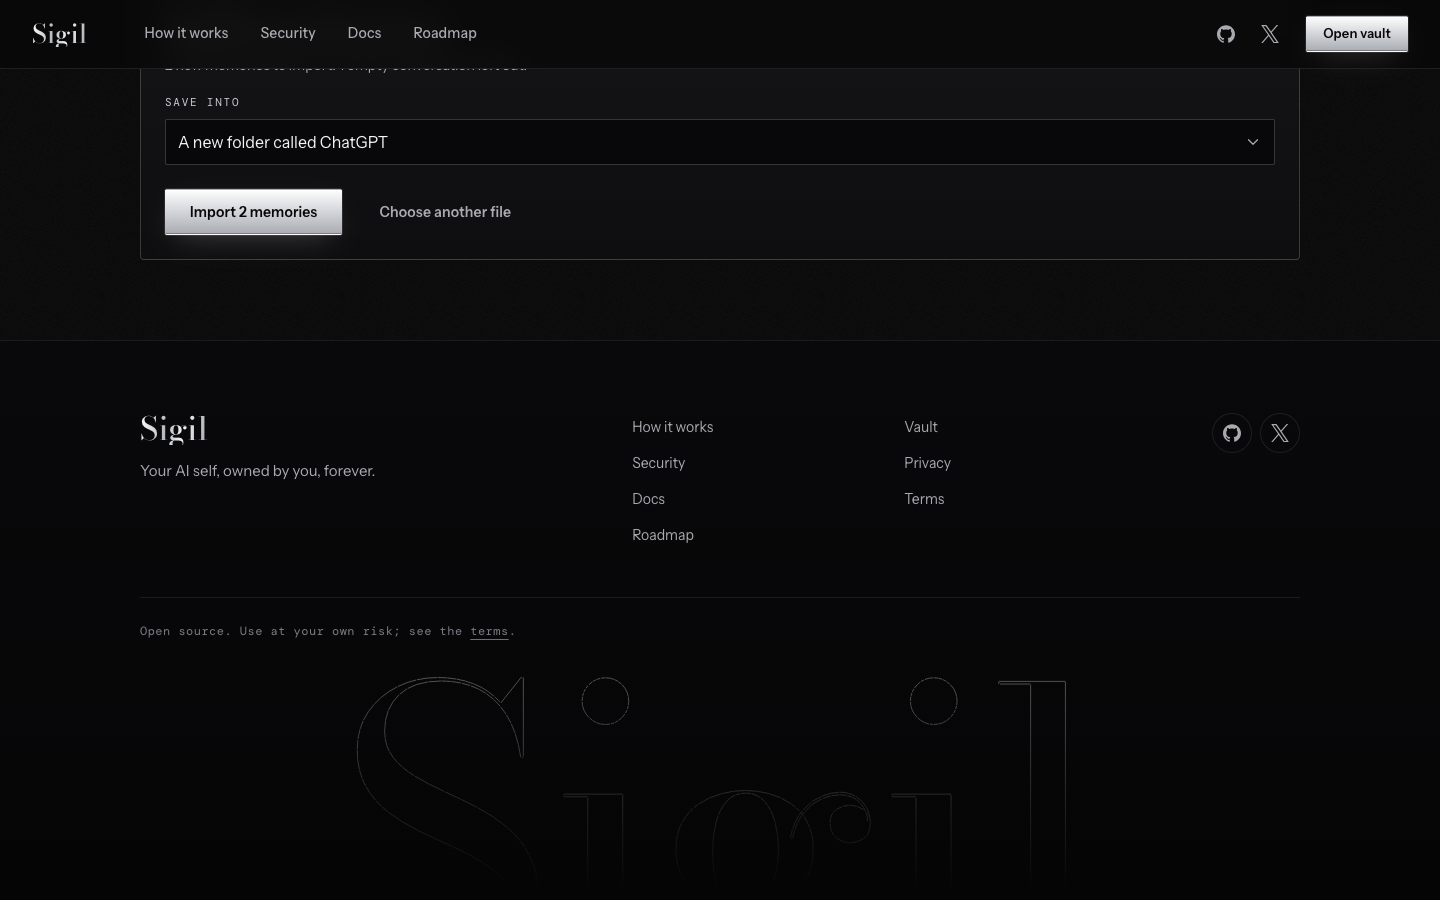 Sigil How it works Security Docs Roadmap Open vault
SAVE INTO
A new folder called ChatGPT
Import 2 memories Choose another file
Sigil
Your AI self, owned by you, forever.
How it works Vault
Security Privacy
Docs Terms
Roadmap
Open source. Use at your own risk; see the terms.
Sigil